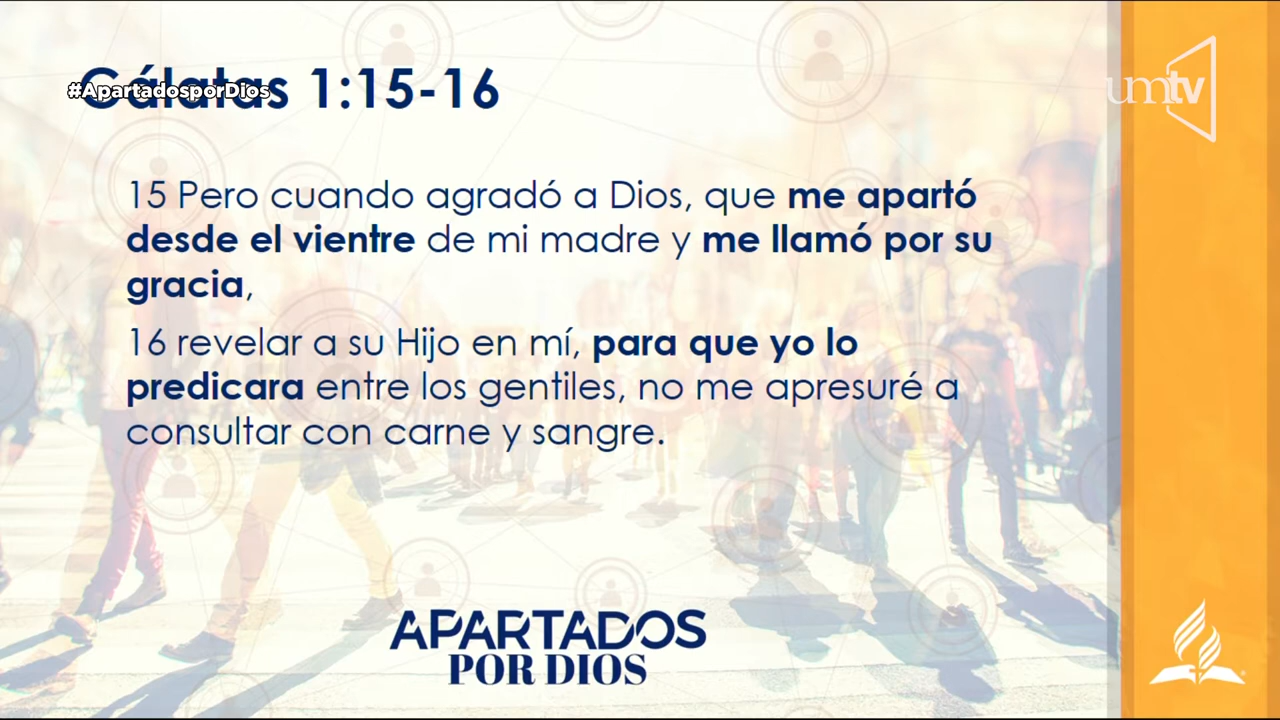 Gálatas 1:15-16
#ApartadosporDios
umtv
15 Pero cuando agradó a Dios, que me apartó
desde el vientre de mi madre y me llamó por su
gracia,
16 revelar a su Hijo en mí, para que yo lo
predicara entre los gentiles, no me apresuré a
consultar con carne y sangre.
APARTADOS
POR DIOS